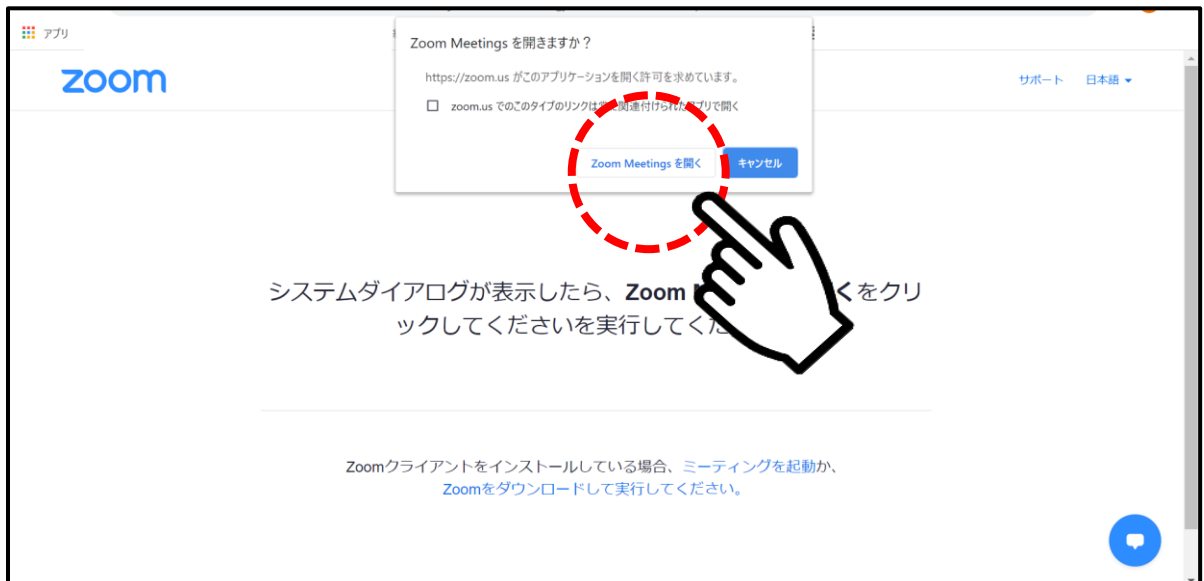 アプリ
Zoom Meetings を開きますか？
https://zoom.us がこのアプリケーションを開く許可を求めています。
zoom.us でのこのタイプのリンクは 関連付けられた プリで開く
Zoom Meetings を開く
キャンセル
zoom
サポート 日本語
システムダイアログが表示したら、Zoom くをクリ
ックしてくださいを実行してくだ
Zoomクライアントをインストールしている場合、ミーティングを起動か、
Zoomをダウンロードして実行してください。